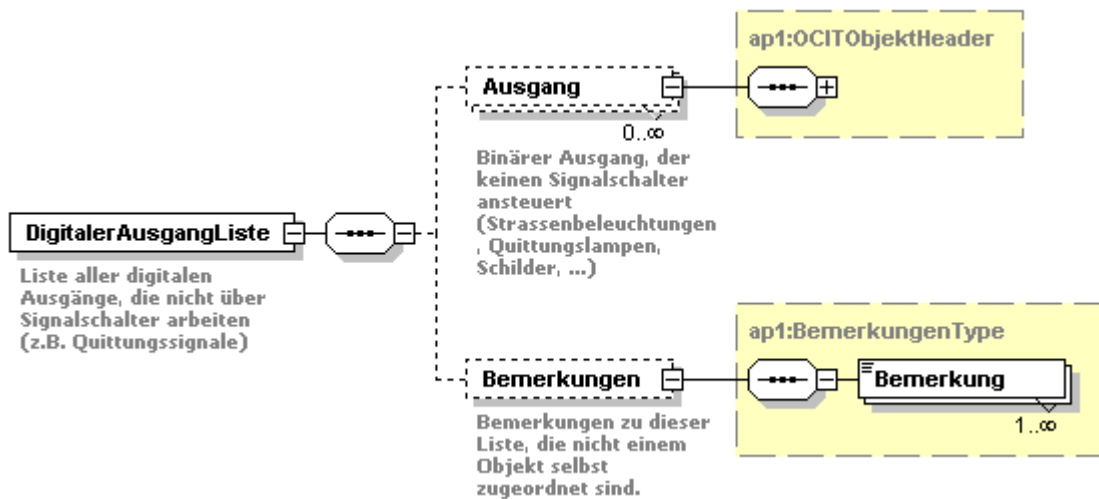 ap1:OCITObjektHeader
Ausgang
0..∞
Binärer Ausgang, der
keinen Signalschalter
ansteuert
(Strassenbeleuchtungen
, Quittungslampen,
Schilder, ...)
DigitalerAusgangListe
Liste aller digitalen
Ausgänge, die nicht über
Signalschalter arbeiten
(z.B. Quittungssignale)
ap1:BemerkungenType
Bemerkungen
Bemerkung
1..∞
Bemerkungen zu dieser
Liste, die nicht einem
Objekt selbst
zugeordnet sind.